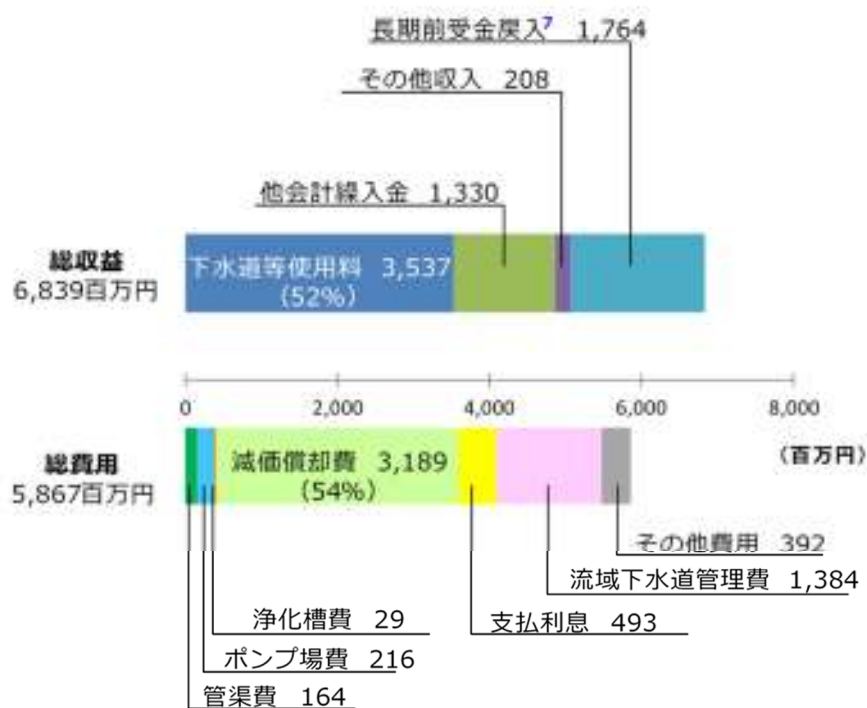 長期前受金戻入7 1,764
その他収入 208
他会計繰入金 1,330
総収益
6,839百万円
下水道等使用料 3,537
(52%)
0 2,000 4,000 6,000 8,000
(百万円)
総費用
5,867百万円
減価償却費 3,189
(54%)
その他費用 392
流域下水道管理費 1,384
浄化槽費 29
支払利息 493
ポンプ場費 216
管渠費 164